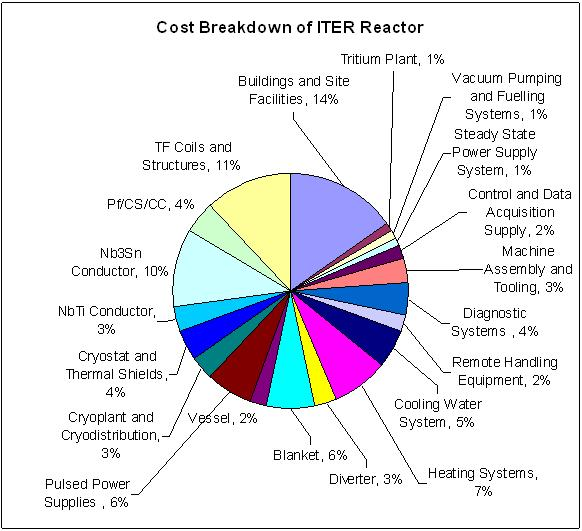 Cost Breakdown of ITER Reactor
Tritium Plant, 1%
Buildings and Site
Facilities, 14%
Vacuum Pumping
and Fuelling
Systems, 1%
Steady State
Power Supply
System, 1%
Control and Data
Acquisition
Supply, 2%
Machine
Assembly and
Tooling, 3%
Diagnostic
Systems , 4%
Remote Handling
Equipment, 2%
Cooling Water
System, 5%
Heating Systems,
7%
Diverter, 3%
Blanket, 6%
Vessel, 2%
Pulsed Power
Supplies , 6%
Cryoplant and
Cryodistribution,
3%
Cryostat and
Thermal Shields,
4%
NbTi Conductor,
3%
Nb3Sn
Conductor, 10%
Pf/CS/CC, 4%
TF Coils and
Structures, 11%